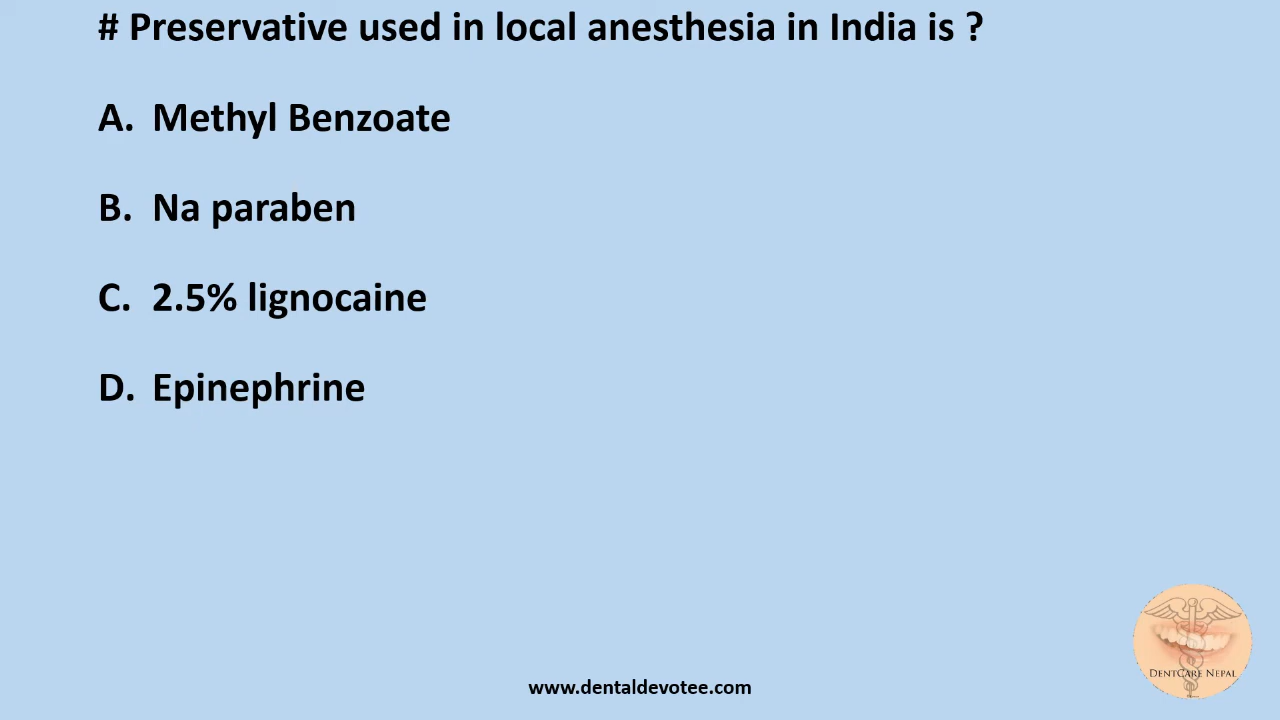 # Preservative used in local anesthesia in India is ?
A. Methyl Benzoate
B. Na paraben
C. 2.5% lignocaine
D. Epinephrine
DENTCARE NEPAL
www.dentaldevotee.com